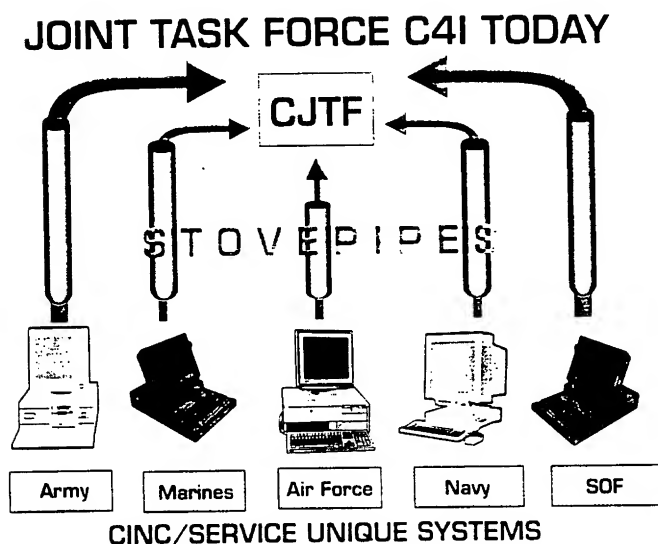 JOINT TASK FORCE C4I TODAY
CJTF
STOVEPIPES
Army Marines Air Force Navy SOF
CINC/SERVICE UNIQUE SYSTEMS